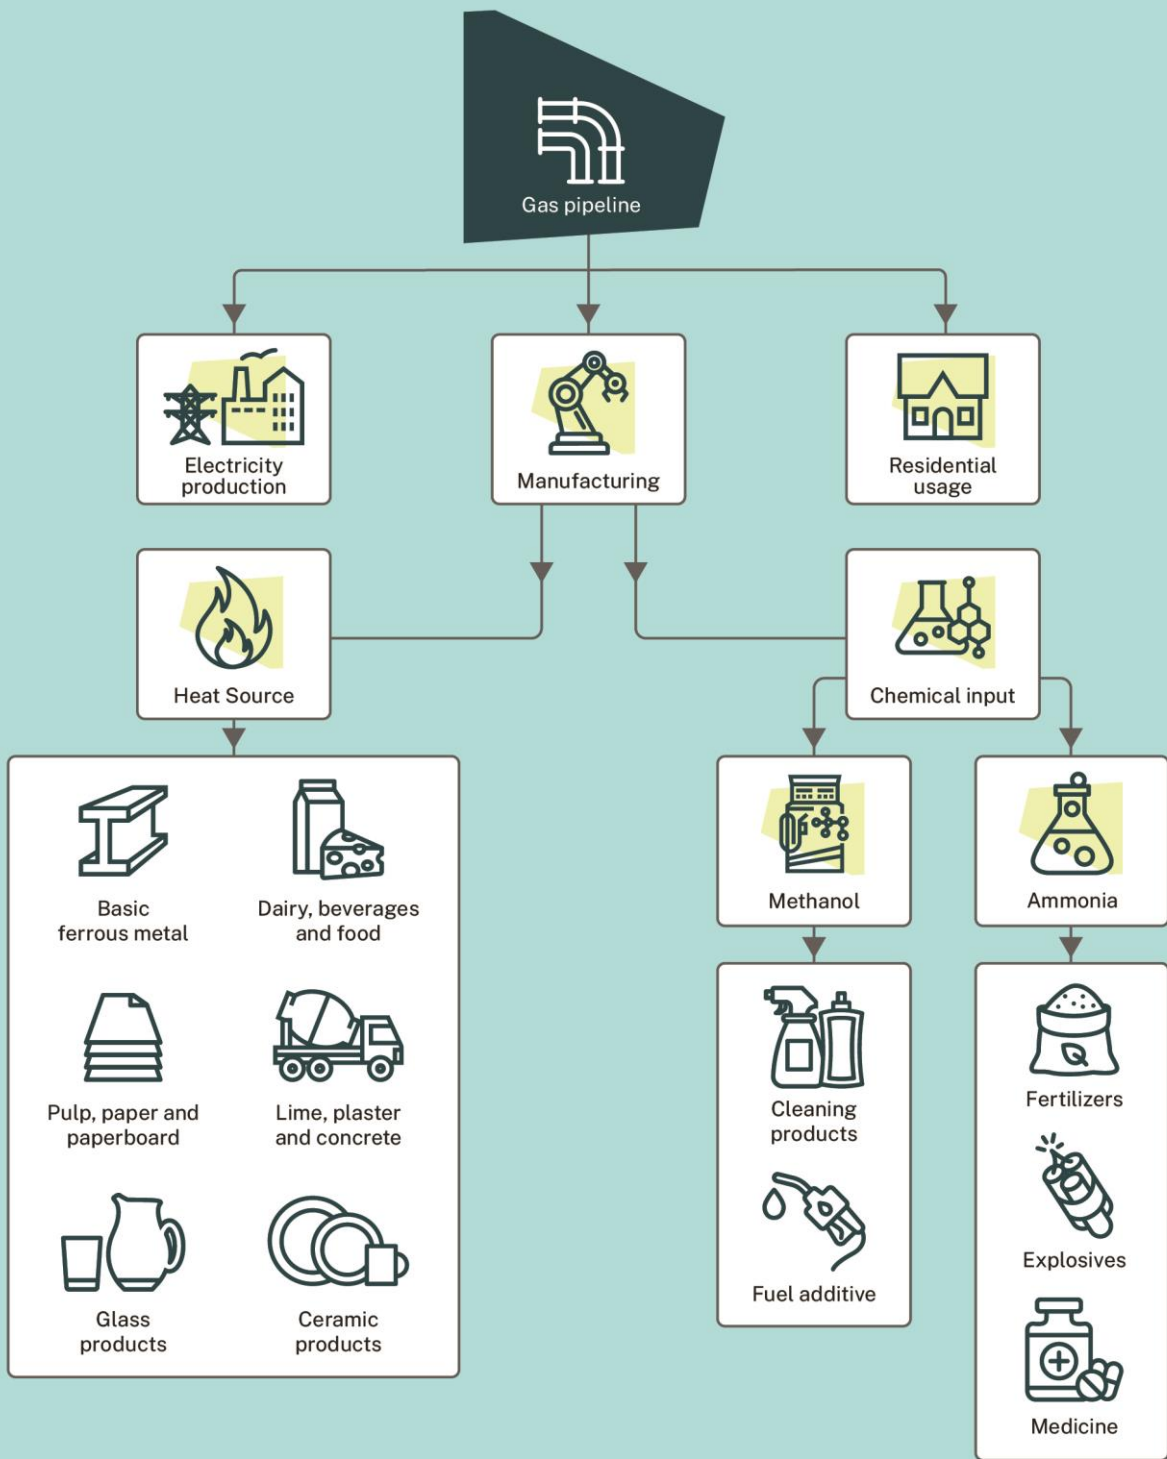 Gas pipeline
Electricity
production
Manufacturing
Residential
usage
Heat Source
Chemical input
Basic
ferrous metal
Dairy, beverages
and food
Pulp, paper and
paperboard
Lime, plaster
and concrete
Glass
products
Ceramic
products
Methanol
Ammonia
Cleaning
products
Fuel additive
Fertilizers
Explosives
Medicine